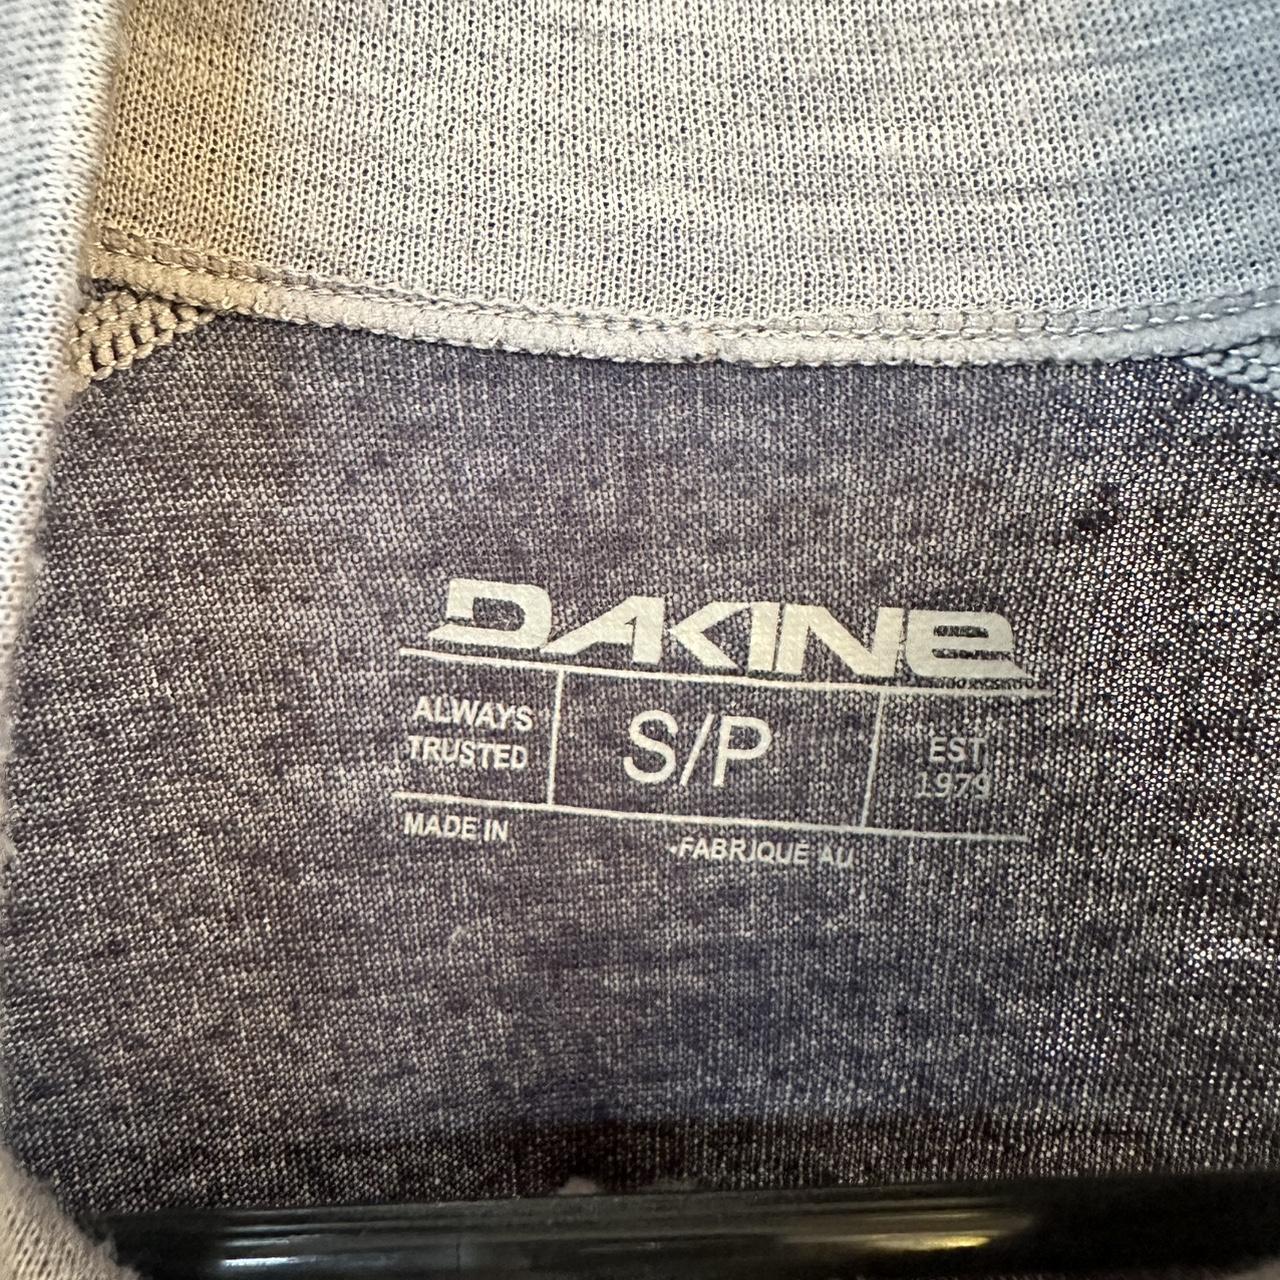 DAKINE
ALWAYS
TRUSTED
S/P
EST
1979
MADE IN
FABRIQUÉ AU